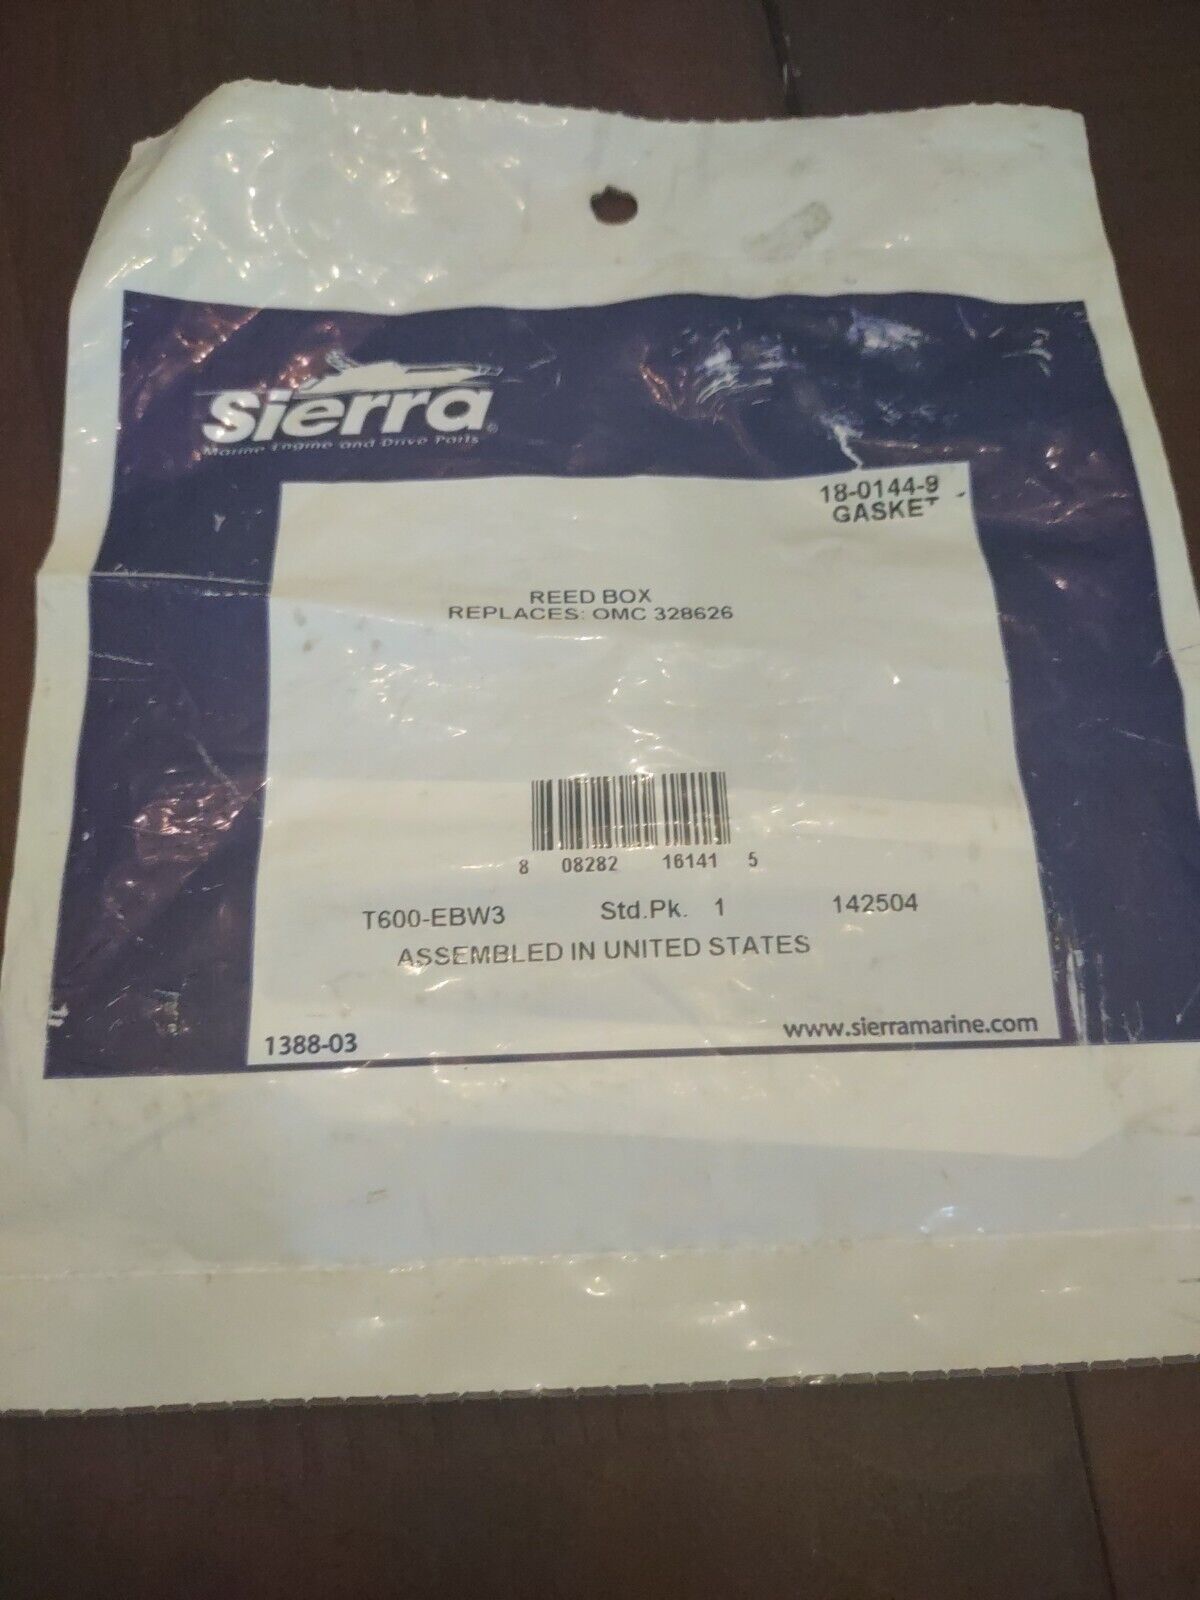 sierra®
Marine Engine and Drive Parts
18-0144-9
GASKET
REED BOX
REPLACES: OMC 328626
8 08282 16141 5
T600-EBW3 Std.Pk. 1 142504
ASSEMBLED IN UNITED STATES
1388-03 www.sierramarine.com